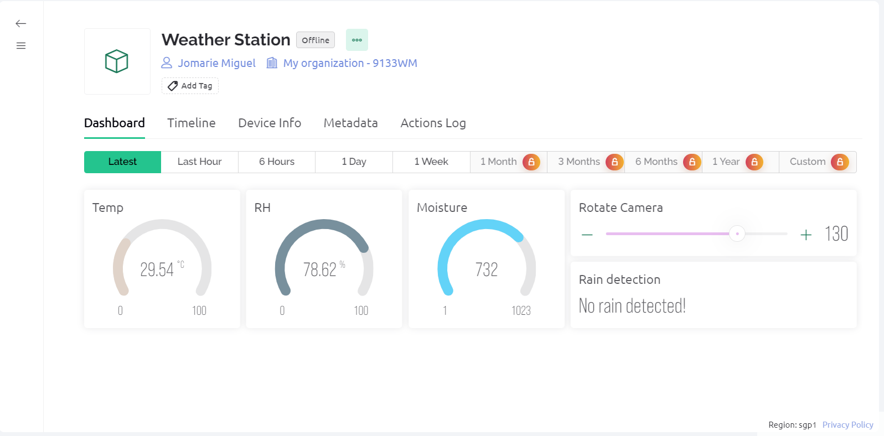 Weather Station Offline
Jomarie Miguel My organization - 9133WM
Add Tag
Dashboard Timeline Device Info Metadata Actions Log
Latest Last Hour 6 Hours 1 Day 1 Week 1 Month 3 Months 6 Months 1 Year Custom
Temp
29.54 °C
0 100
RH
78.62 %
0 100
Moisture
732
1 1023
Rotate Camera
130
Rain detection
No rain detected!
Region: sgp1 Privacy Policy